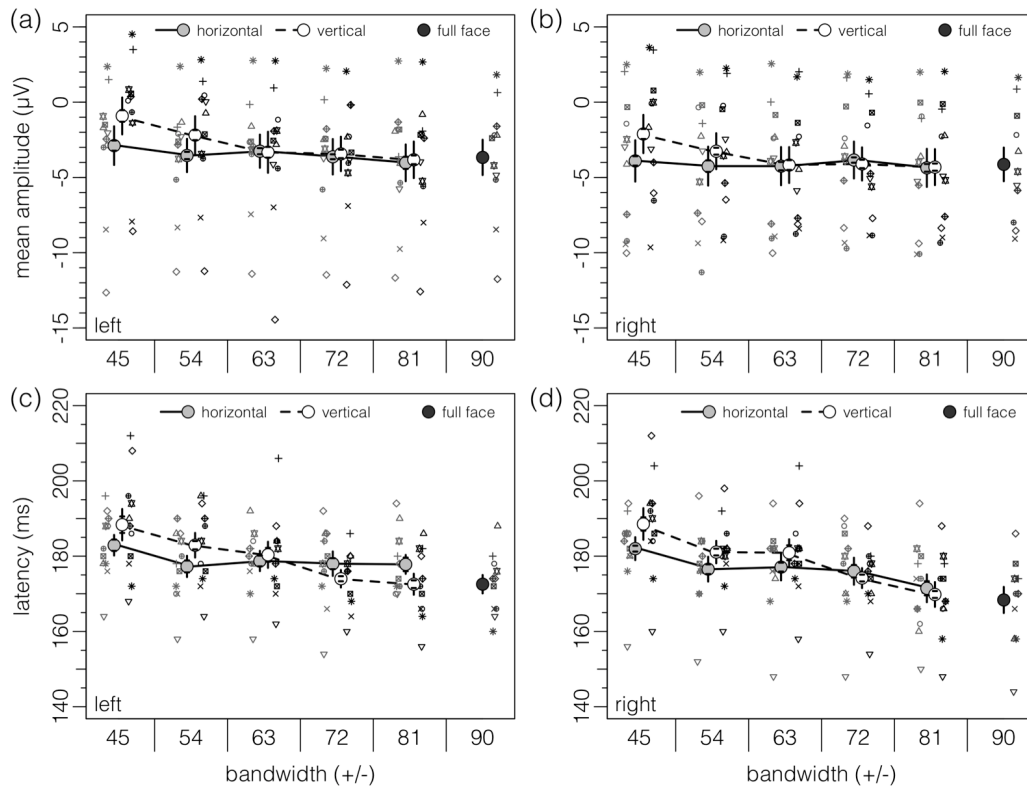 (a)
horizontal
vertical
full face
mean amplitude (µV)
5
0
-5
-10
-15
left
45 54 63 72 81 90
(b)
horizontal
vertical
full face
5
0
-5
-10
-15
right
45 54 63 72 81 90
(c)
horizontal
vertical
full face
latency (ms)
220
200
180
160
140
left
45 54 63 72 81 90
bandwidth (+/-)
(d)
horizontal
vertical
full face
220
200
180
160
140
right
45 54 63 72 81 90
bandwidth (+/-)